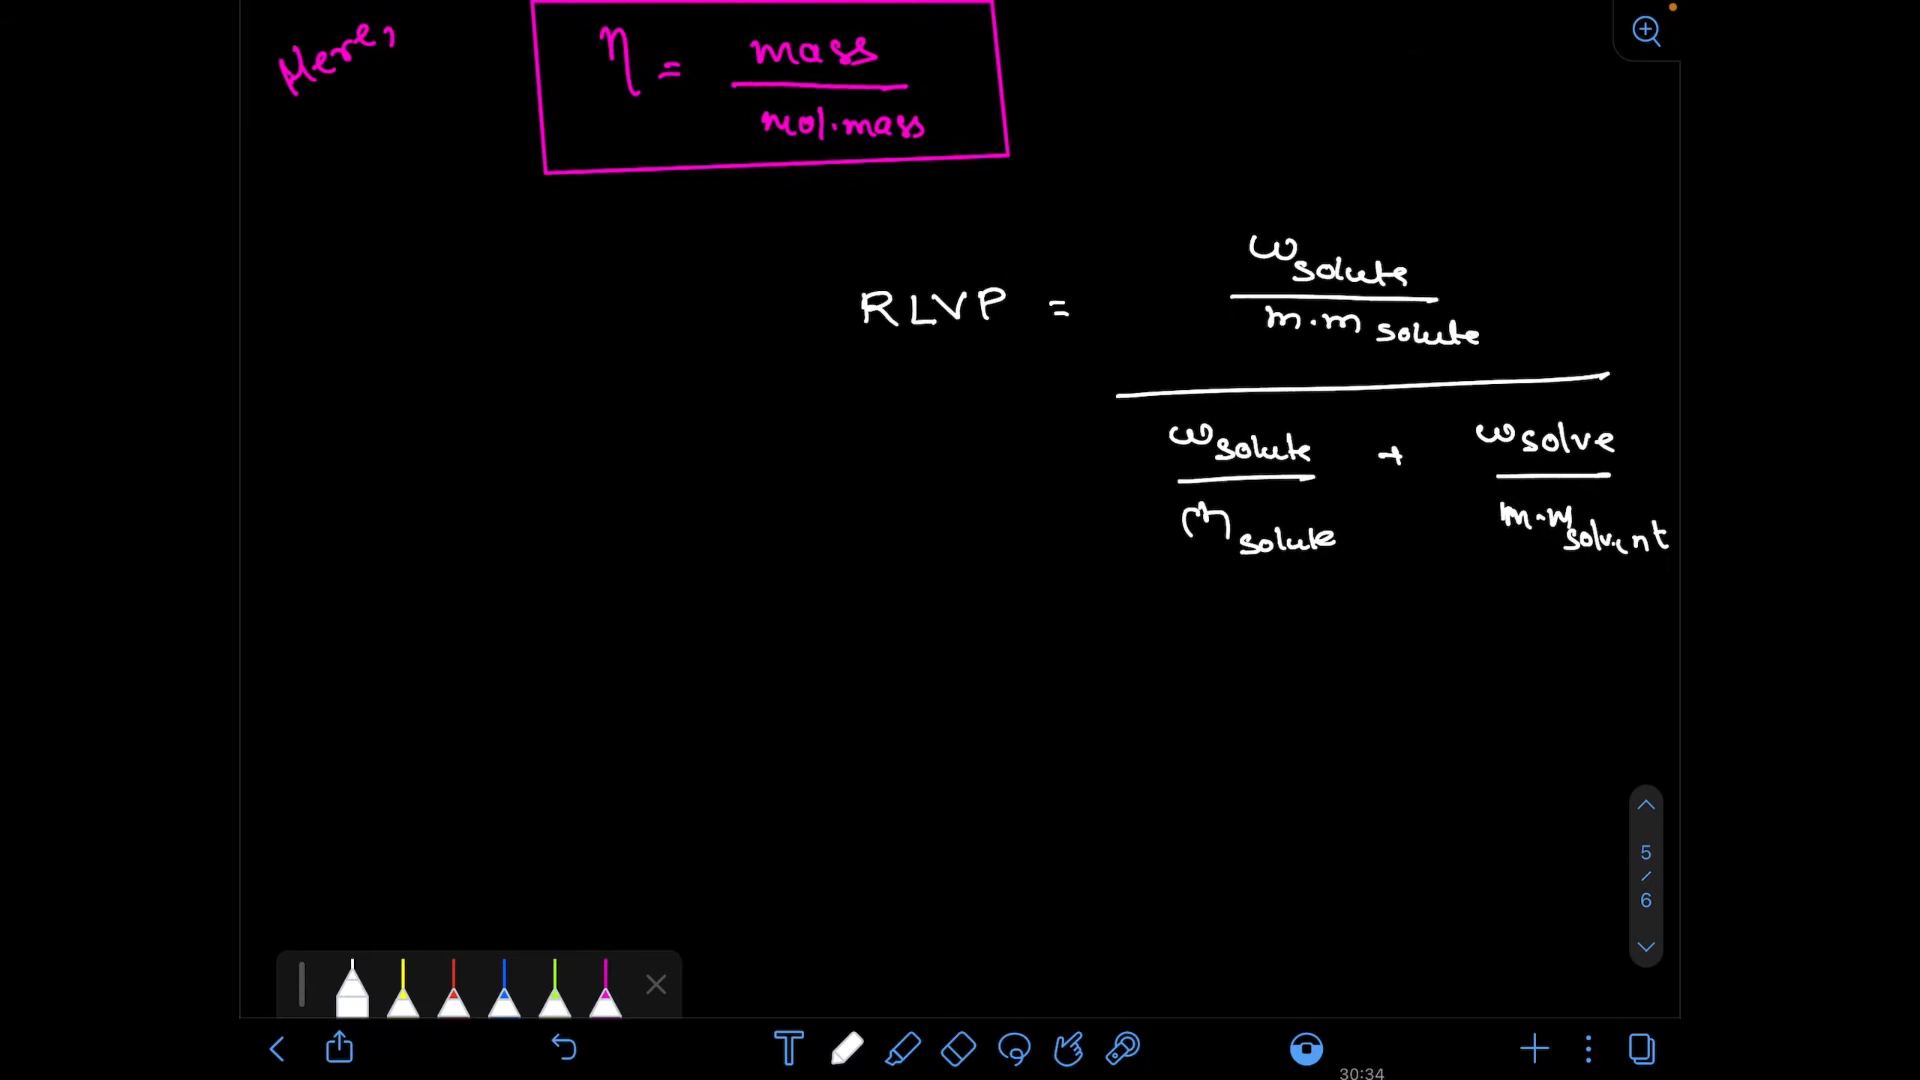 Here,
η = mass
mol.mass
ω solute
RLVP =
m.m solute
ω solute + ω solve
m solute
m.m solvent
5
/
6
T
30:34